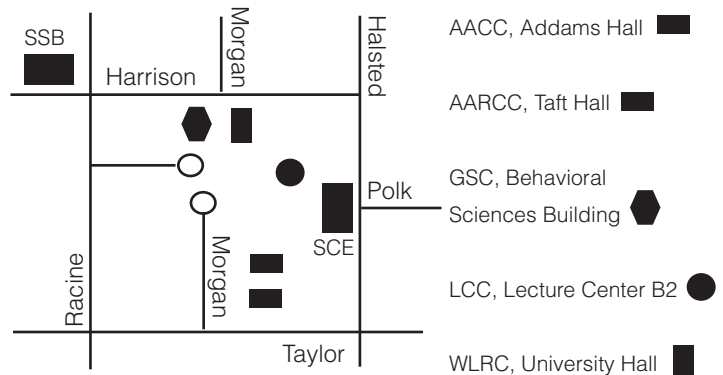 SSB
Harrison
Morgan
Halsted
Polk
SCE
Racine
Morgan
Taylor
AACC, Addams Hall
AARCC, Taft Hall
GSC, Behavioral
Sciences Building
LCC, Lecture Center B2
WLRC, University Hall